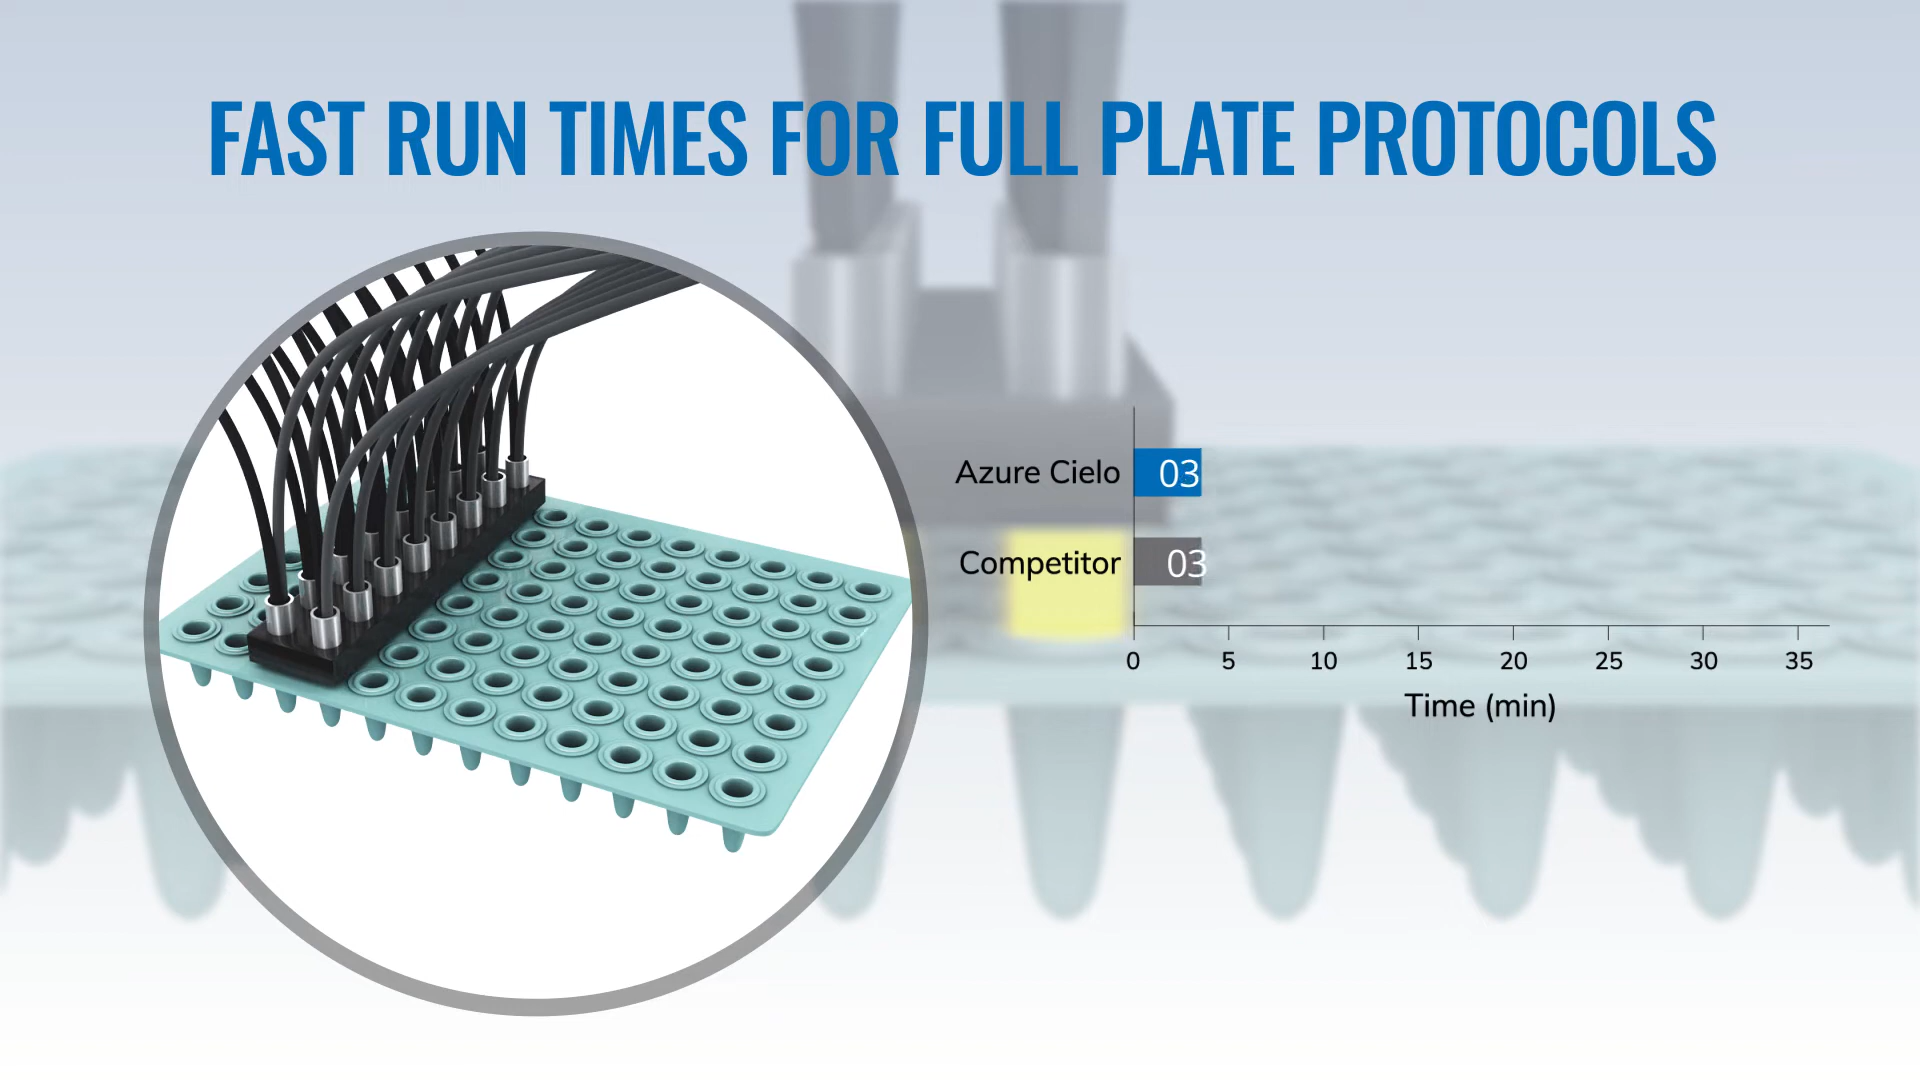 FAST RUN TIMES FOR FULL PLATE PROTOCOLS
Azure Cielo 03
Competitor 03
0 5 10 15 20 25 30 35
Time (min)